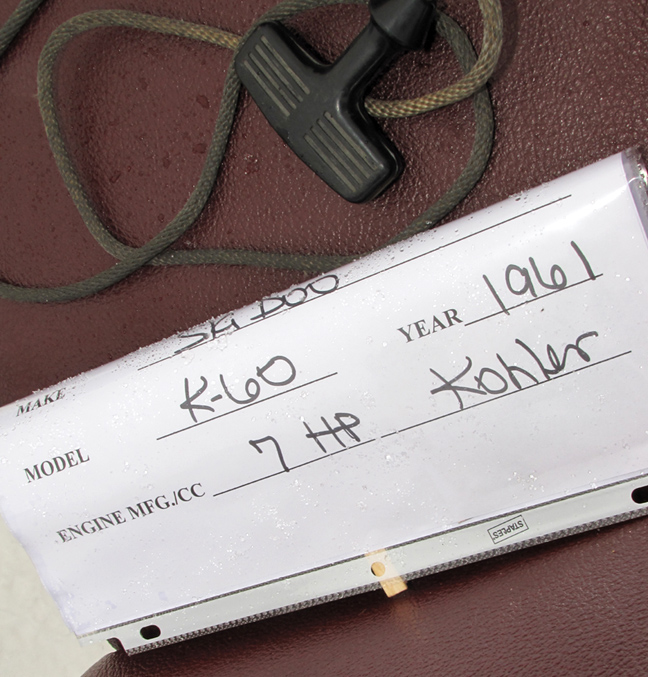 MAKE SKI DOO
YEAR 1961
MODEL K-60
ENGINE MFG./CC 7 HP Kohler
STAPLES